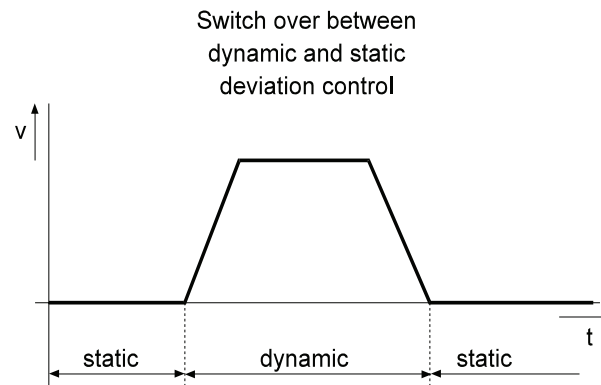 Switch over between
dynamic and static
deviation control
v
t
static
dynamic
static